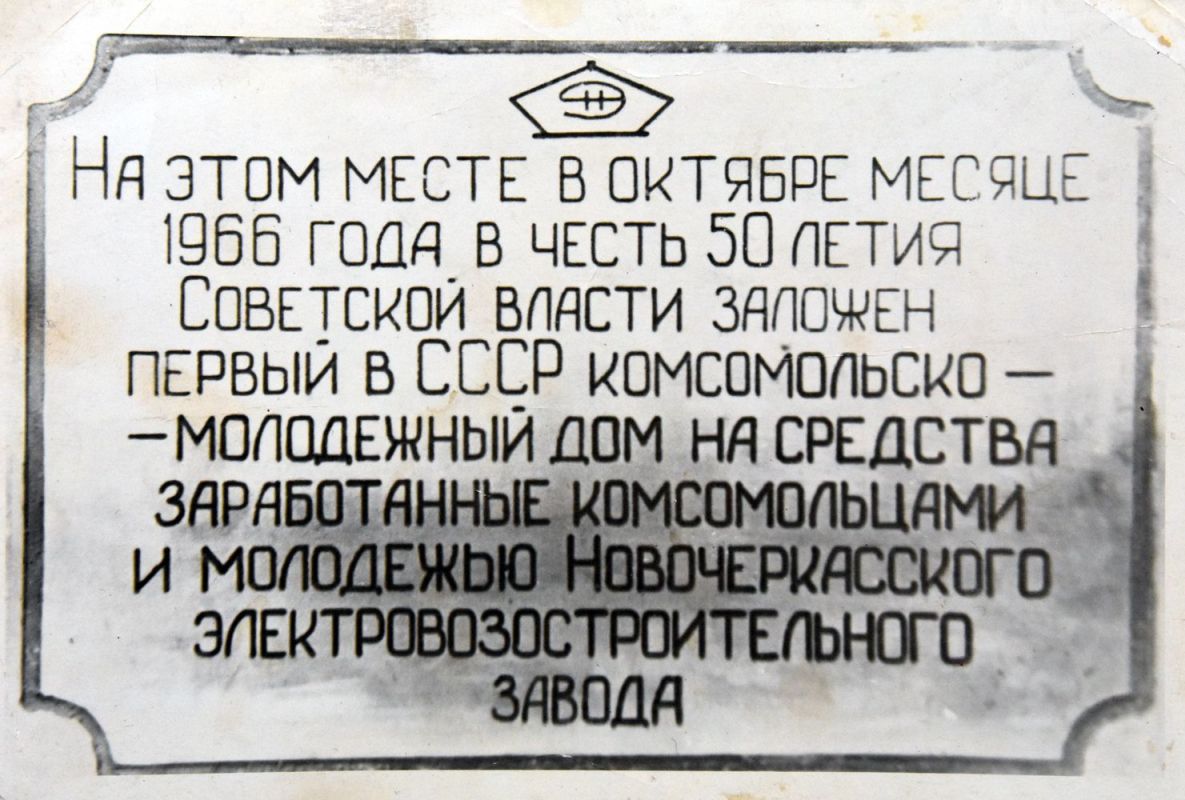 На этом месте в октябре месяце
1966 года в честь 50 летия
Советской власти заложен
первый в СССР комсомольско —
— молодежный дом на средства
заработанные комсомольцами
и молодежью Новочеркасского
электровозостроительного
завода